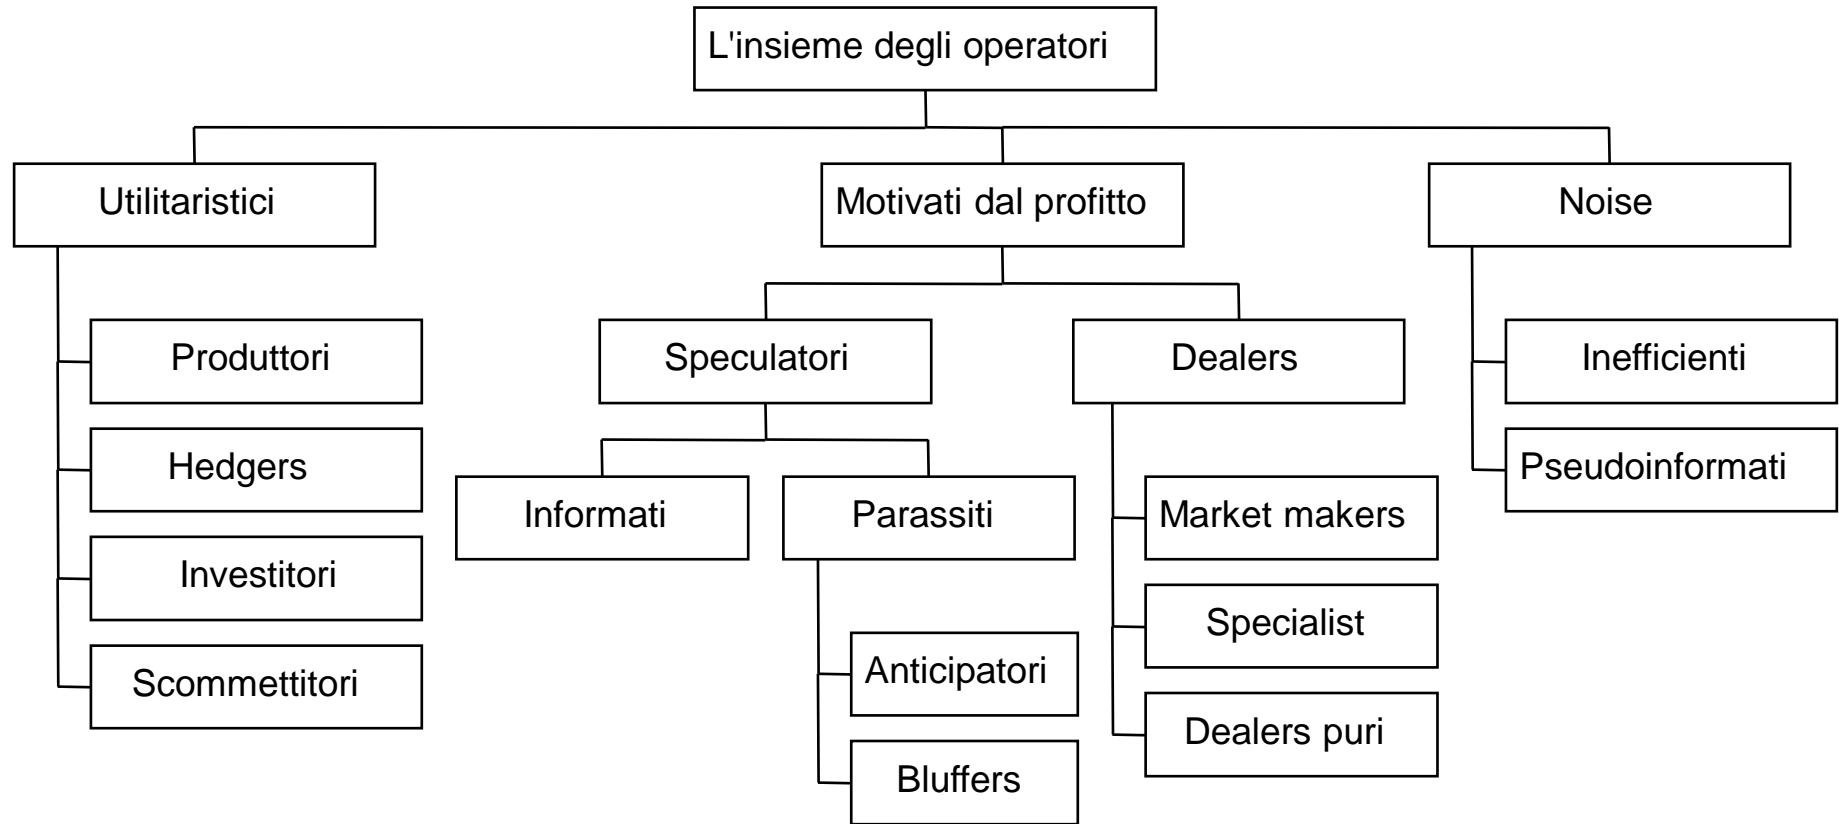 L'insieme degli operatori
Utilitaristici
Motivati dal profitto
Noise
Produttori
Speculatori
Dealers
Inefficienti
Hedgers
Pseudoinformati
Informati
Parassiti
Market makers
Investitori
Specialist
Scommettitori
Anticipatori
Dealers puri
Bluffers